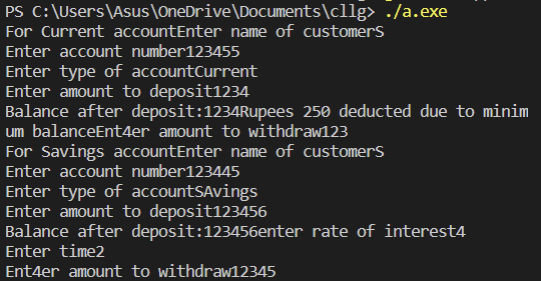 PS C:\Users\Asus\OneDrive\Documents\cllg> ./a.exe
For Current accountEnter name of customerS
Enter account number123455
Enter type of accountCurrent
Enter amount to deposit1234
Balance after deposit:1234Rupees 250 deducted due to minim
um balanceEnt4er amount to withdraw123
For Savings accountEnter name of customerS
Enter account number123445
Enter type of accountSAvings
Enter amount to deposit123456
Balance after deposit:123456enter rate of interest4
Enter time2
Ent4er amount to withdraw12345